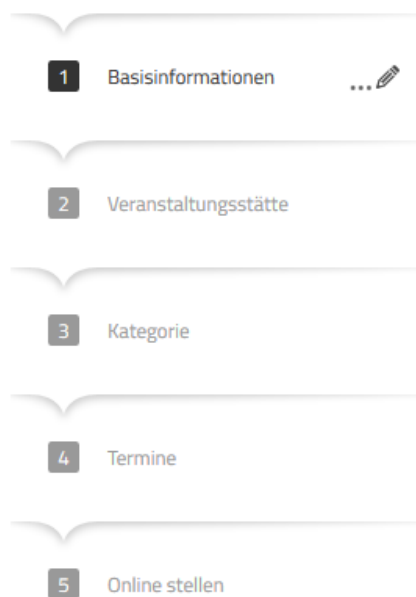 1 Basisinformationen ...
2 Veranstaltungsstätte
3 Kategorie
4 Termine
5 Online stellen